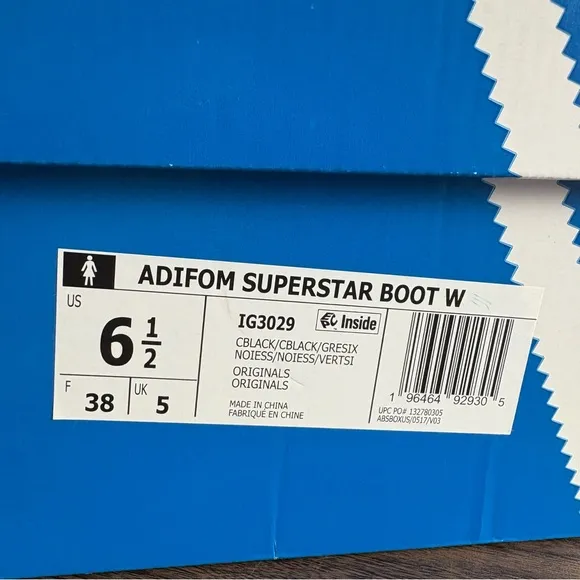 ADIFOM SUPERSTAR BOOT W
US
6 1/2
F 38
UK 5
IG3029
Inside
CBLACK/CBLACK/GRESIX
NOIESS/NOIESS/VERTSI
ORIGINALS
ORIGINALS
MADE IN CHINA
FABRIQUÉ EN CHINE
1 96464 92930 5
UPC PO# 132780305
ABSBOXUS/0517/V03